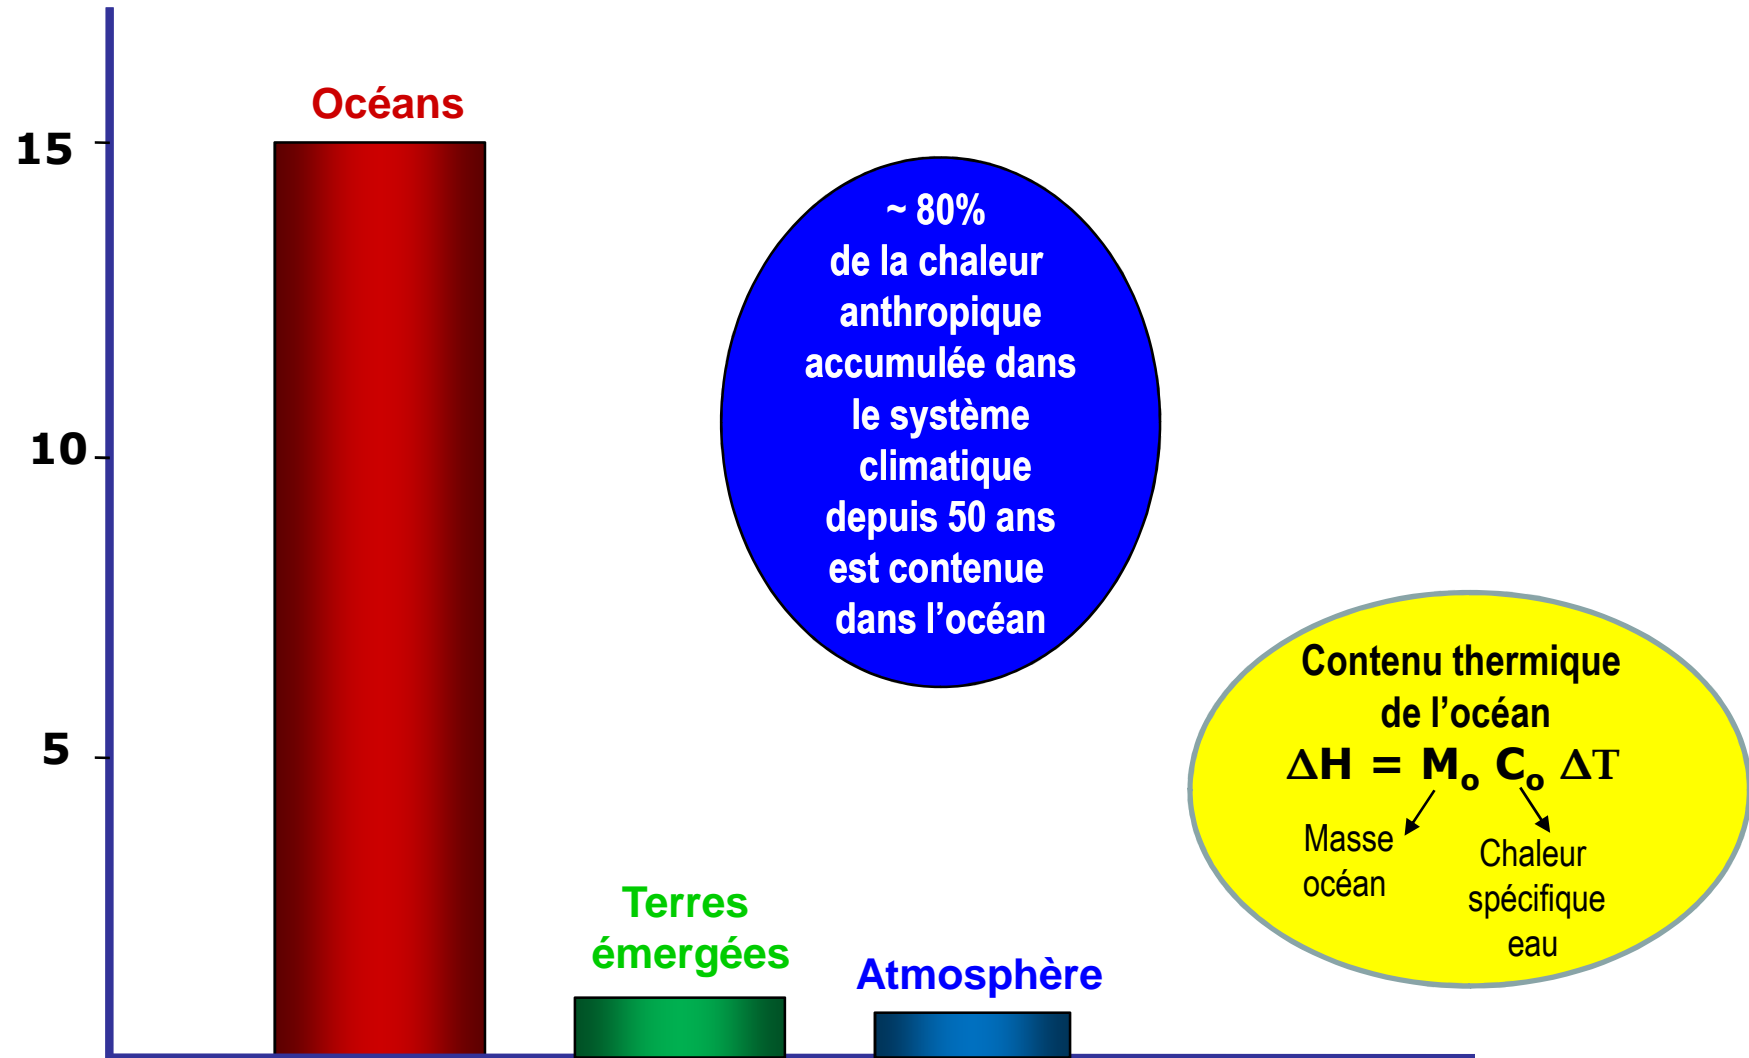 Océans
15
10
5
~ 80%
de la chaleur
anthropique
accumulée dans
le système
climatique
depuis 50 ans
est contenue
dans l’océan
Contenu thermique
de l’océan
ΔH = Mo Co ΔT
Masse
océan
Chaleur
spécifique
eau
Terres
émergées
Atmosphère